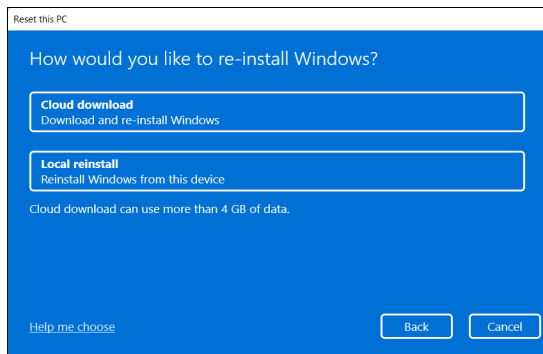 Reset this PC
How would you like to re-install Windows?
Cloud download
Download and re-install Windows
Local reinstall
Reinstall Windows from this device
Cloud download can use more than 4 GB of data.
Help me choose
Back
Cancel